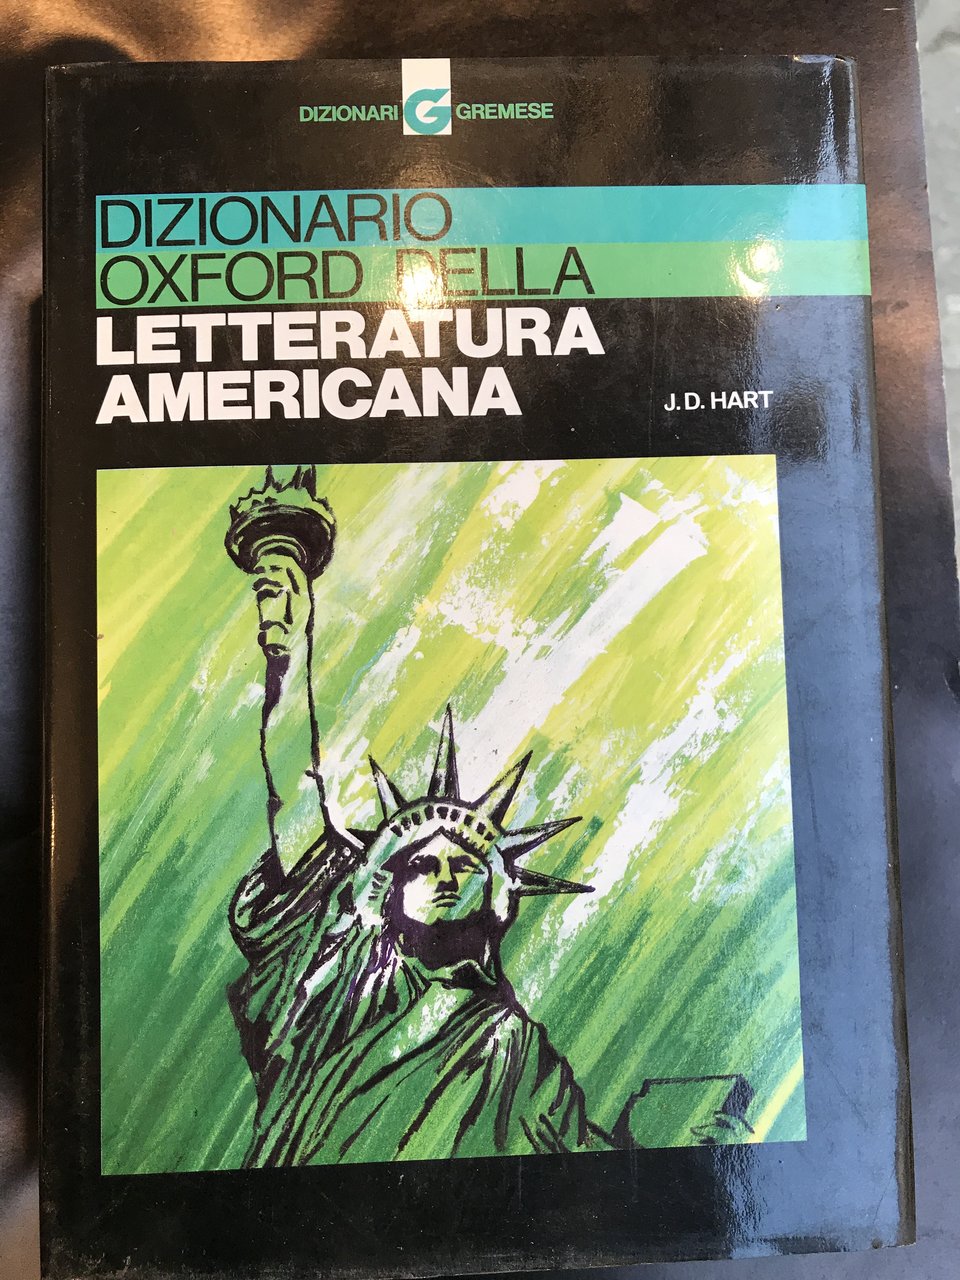 DIZIONARI G GREMESE
DIZIONARIO
OXFORD DELLA
LETTERATURA
AMERICANA
J. D. HART